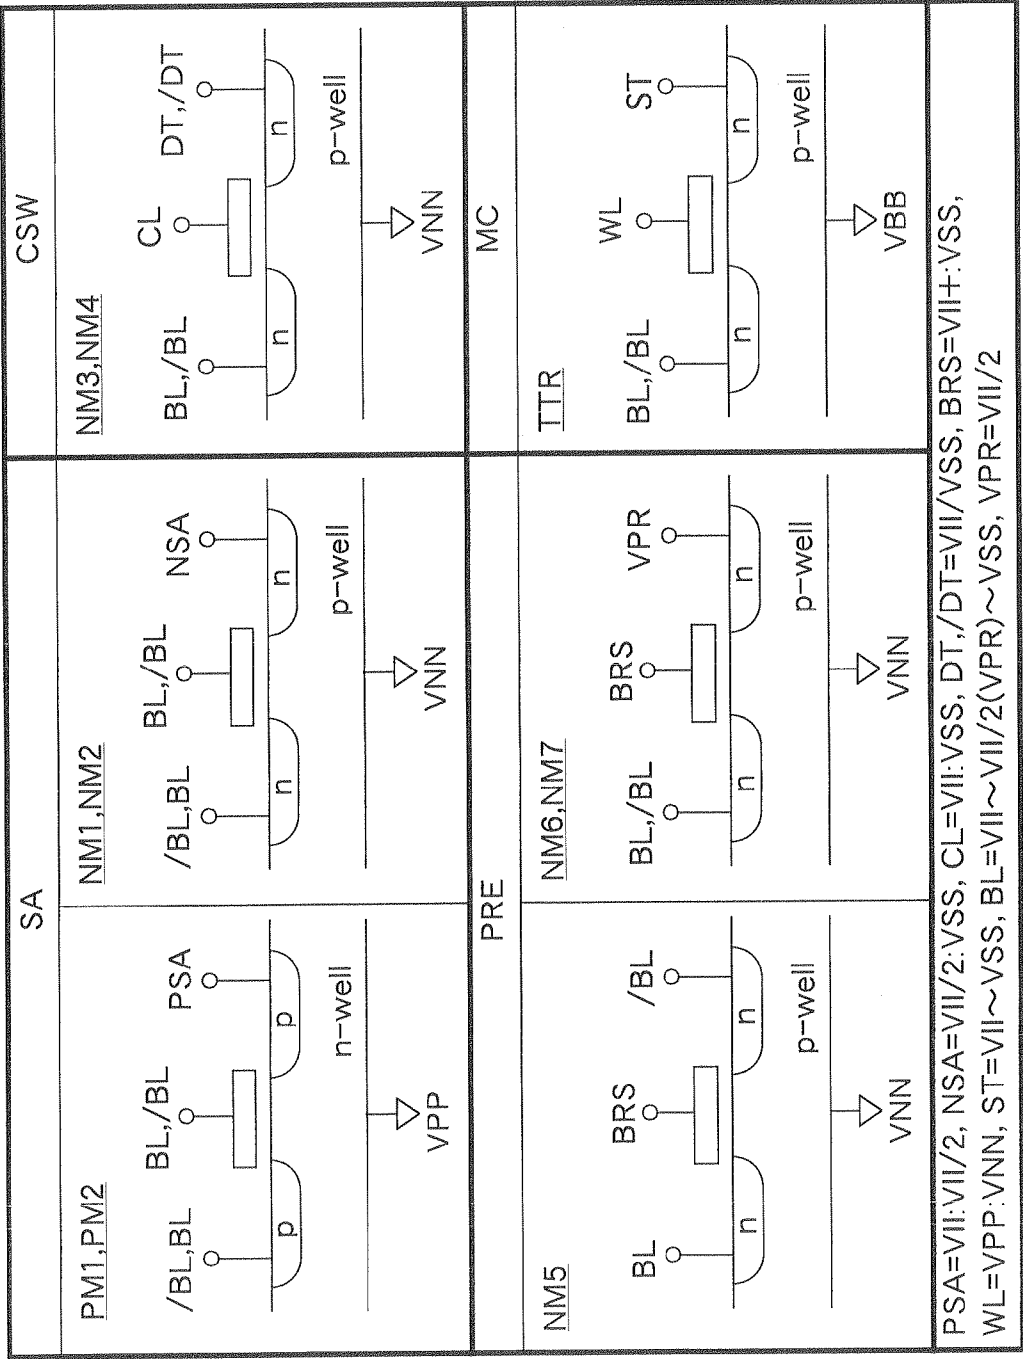 SA
CSW
PM1,PM2
/BL,BL
BL,/BL
PSA
p
p
n-well
VPP
NM1,NM2
/BL,BL
BL,/BL
NSA
n
n
p-well
VNN
NM3,NM4
BL,/BL
CL
DT,/DT
n
n
p-well
VNN
PRE
MC
NM5
BL
BRS
/BL
n
n
p-well
VNN
NM6,NM7
BL,/BL
BRS
VPR
n
n
p-well
VNN
TTR
BL,/BL
WL
ST
n
n
p-well
VBB
PSA=VII:VII/2, NSA=VII/2:VSS, CL=VII:VSS, DT,/DT=VII/VSS, BRS=VII+:VSS,
WL=VPP:VNN, ST=VII~VSS, BL=VII~VII/2(VPR)~VSS, VPR=VII/2